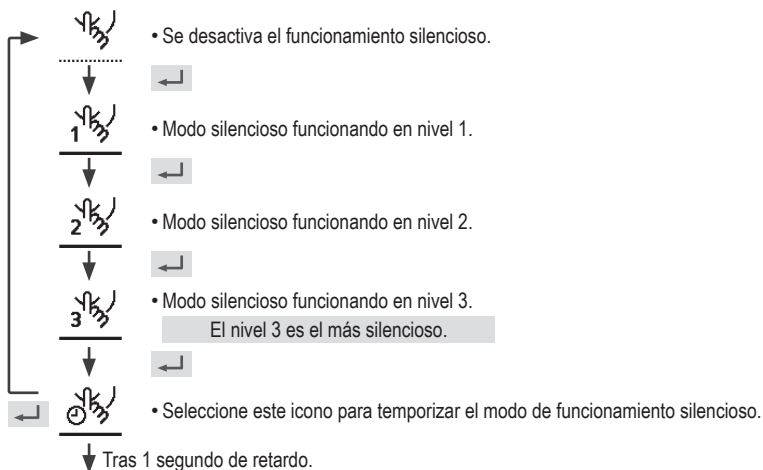 • Se desactiva el funcionamiento silencioso.
1
• Modo silencioso funcionando en nivel 1.
2
• Modo silencioso funcionando en nivel 2.
3
• Modo silencioso funcionando en nivel 3.
El nivel 3 es el más silencioso.
• Seleccione este icono para temporizar el modo de funcionamiento silencioso.
Tras 1 segundo de retardo.